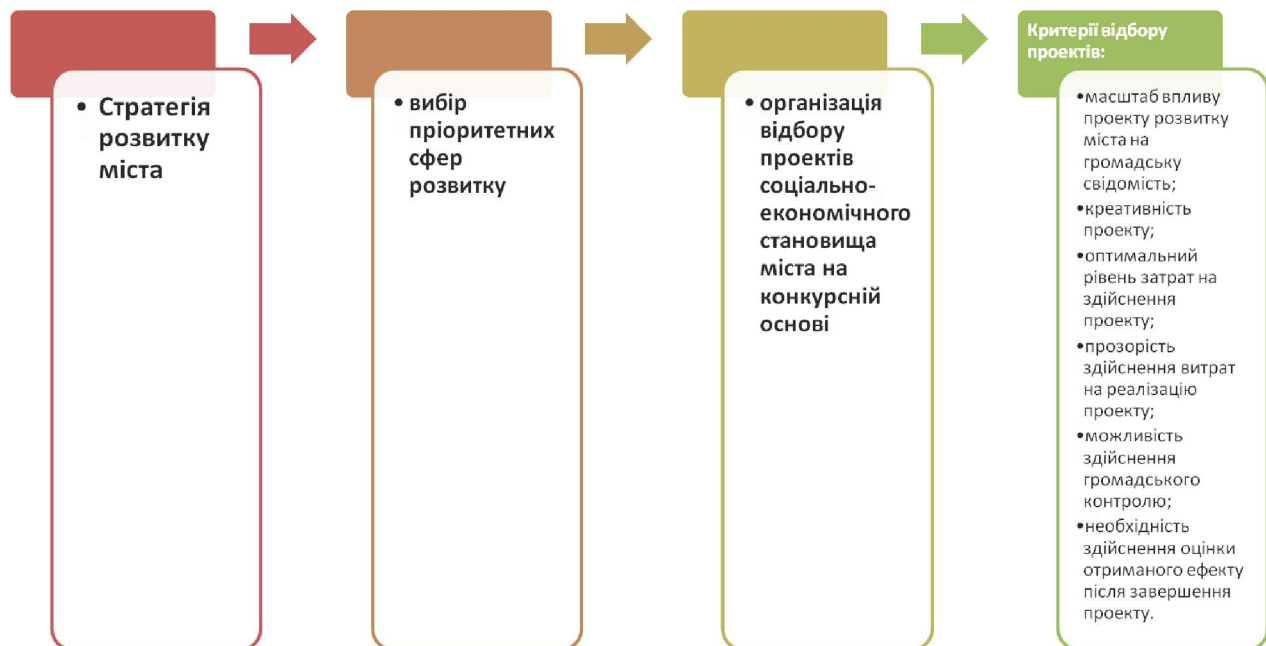 • Стратегія
розвитку
міста
• вибір
пріоритетних
сфер
розвитку
• організація
відбору
проектів
соціально-
економічного
становища
міста на
конкурсній
основі
Критерії відбору
проектів:
•масштаб впливу
проекту розвитку
міста на
громадську
свідомість;
•креативність
проекту;
•оптимальний
рівень затрат на
здійснення
проекту;
•прозорість
здійснення витрат
на реалізацію
проекту;
•можливість
здійснення
громадського
контролю;
•необхідність
здійснення оцінки
отриманого ефекту
після завершення
проекту.